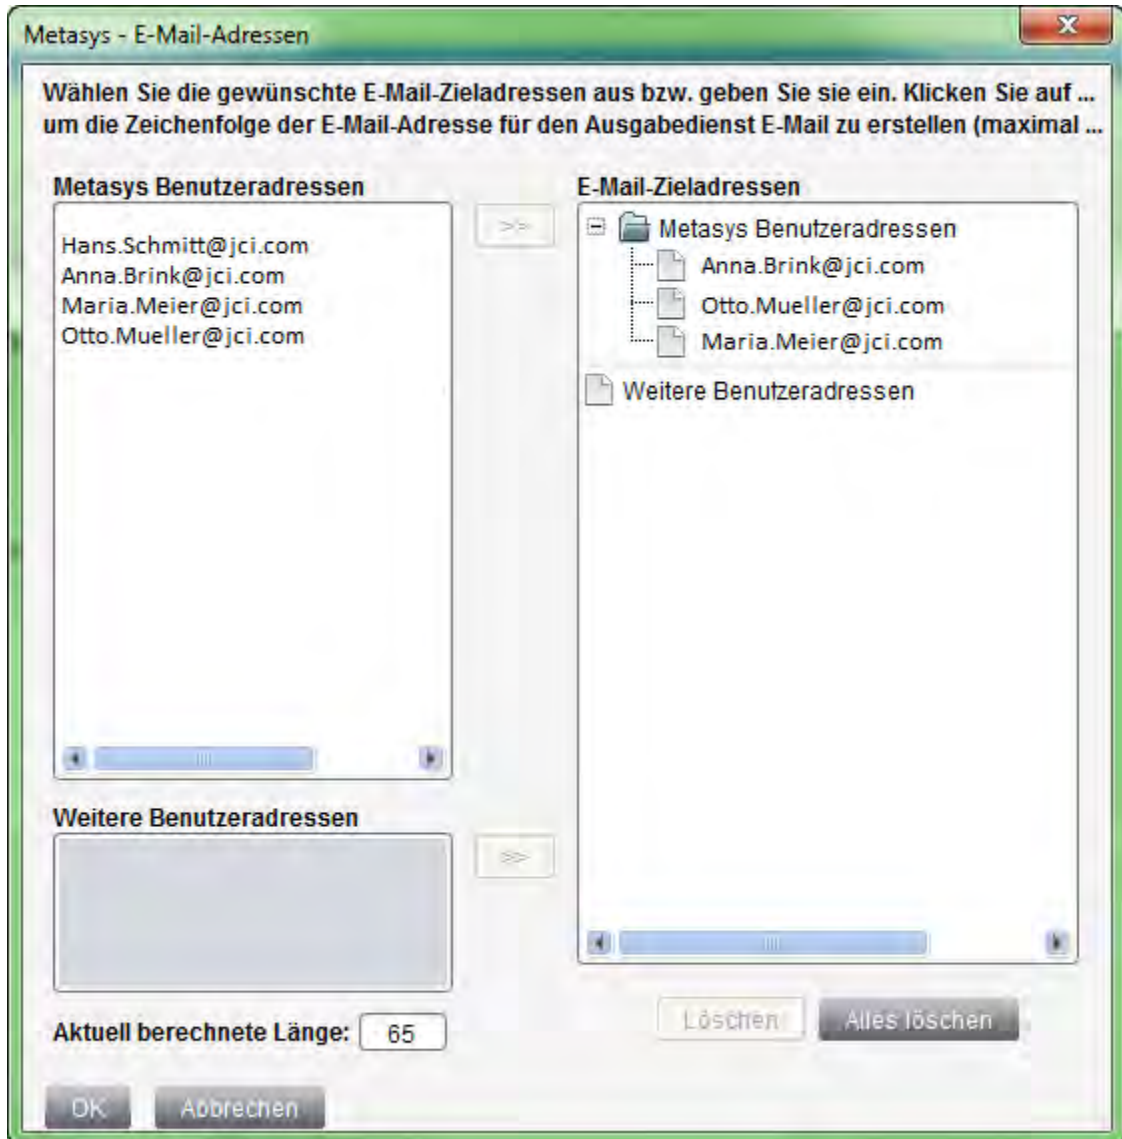 Metasys - E-Mail-Adressen
Wählen Sie die gewünschte E-Mail-Zieladressen aus bzw. geben Sie sie ein. Klicken Sie auf ...
um die Zeichenfolge der E-Mail-Adresse für den Ausgabedienst E-Mail zu erstellen (maximal ...
Metasys Benutzeradressen
Hans.Schmitt@jci.com
Anna.Brink@jci.com
Maria.Meier@jci.com
Otto.Mueller@jci.com
>>
E-Mail-Zieladressen
Metasys Benutzeradressen
Anna.Brink@jci.com
Otto.Mueller@jci.com
Maria.Meier@jci.com
Weitere Benutzeradressen
Weitere Benutzeradressen
>>
Aktuell berechnete Länge: 65
Löschen Alles löschen
OK Abbrechen